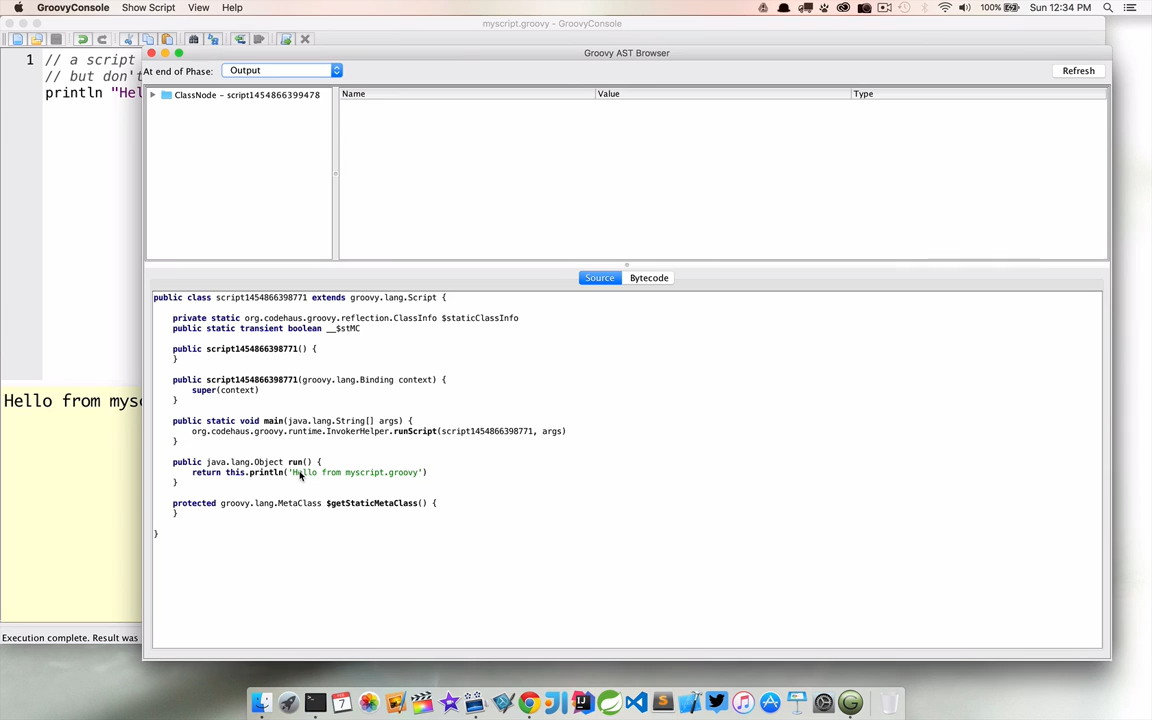 GroovyConsole Show Script View Help 100% Sun 12:34 PM
myscript.groovy - GroovyConsole
Groovy AST Browser
1 // a script
// but don't
println "Hel
At end of Phase: Output Refresh
ClassNode - script1454866399478
Name Value Type
Source Bytecode
public class script1454866398771 extends groovy.lang.Script {
private static org.codehaus.groovy.reflection.ClassInfo $staticClassInfo
public static transient boolean __$stMC
public script1454866398771() {
}
public script1454866398771(groovy.lang.Binding context) {
super(context)
}
public static void main(java.lang.String[] args) {
org.codehaus.groovy.runtime.InvokerHelper.runScript(script1454866398771, args)
}
public java.lang.Object run() {
return this.println('Hello from myscript.groovy')
}
protected groovy.lang.MetaClass $getStaticMetaClass() {
}
}
Hello from mysc
Execution complete. Result was
7